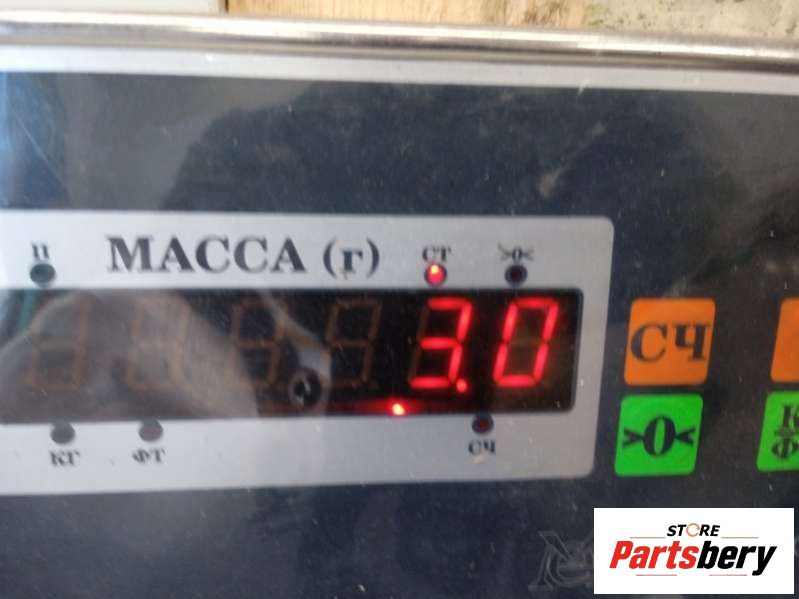 П МАССА (г) СТ >0<
3.0
КГ ФТ СЧ
СЧ
>0<
STORE
Partsbery